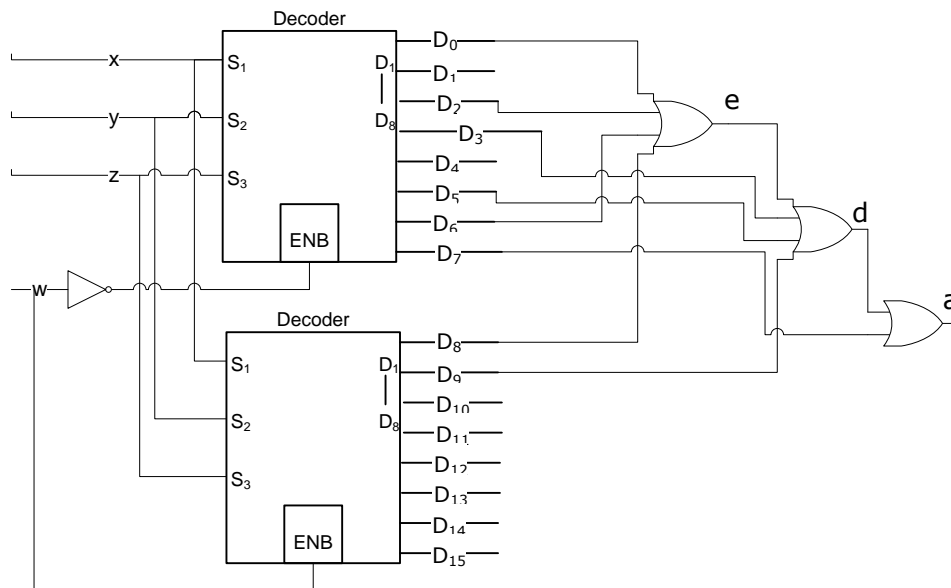 Decoder
x
y
z
w
S1
S2
S3
D1
D8
ENB
D0
D1
D2
D3
D4
D5
D6
D7
e
d
a
Decoder
S1
S2
S3
D1
D8
ENB
D8
D9
D10
D11
D12
D13
D14
D15